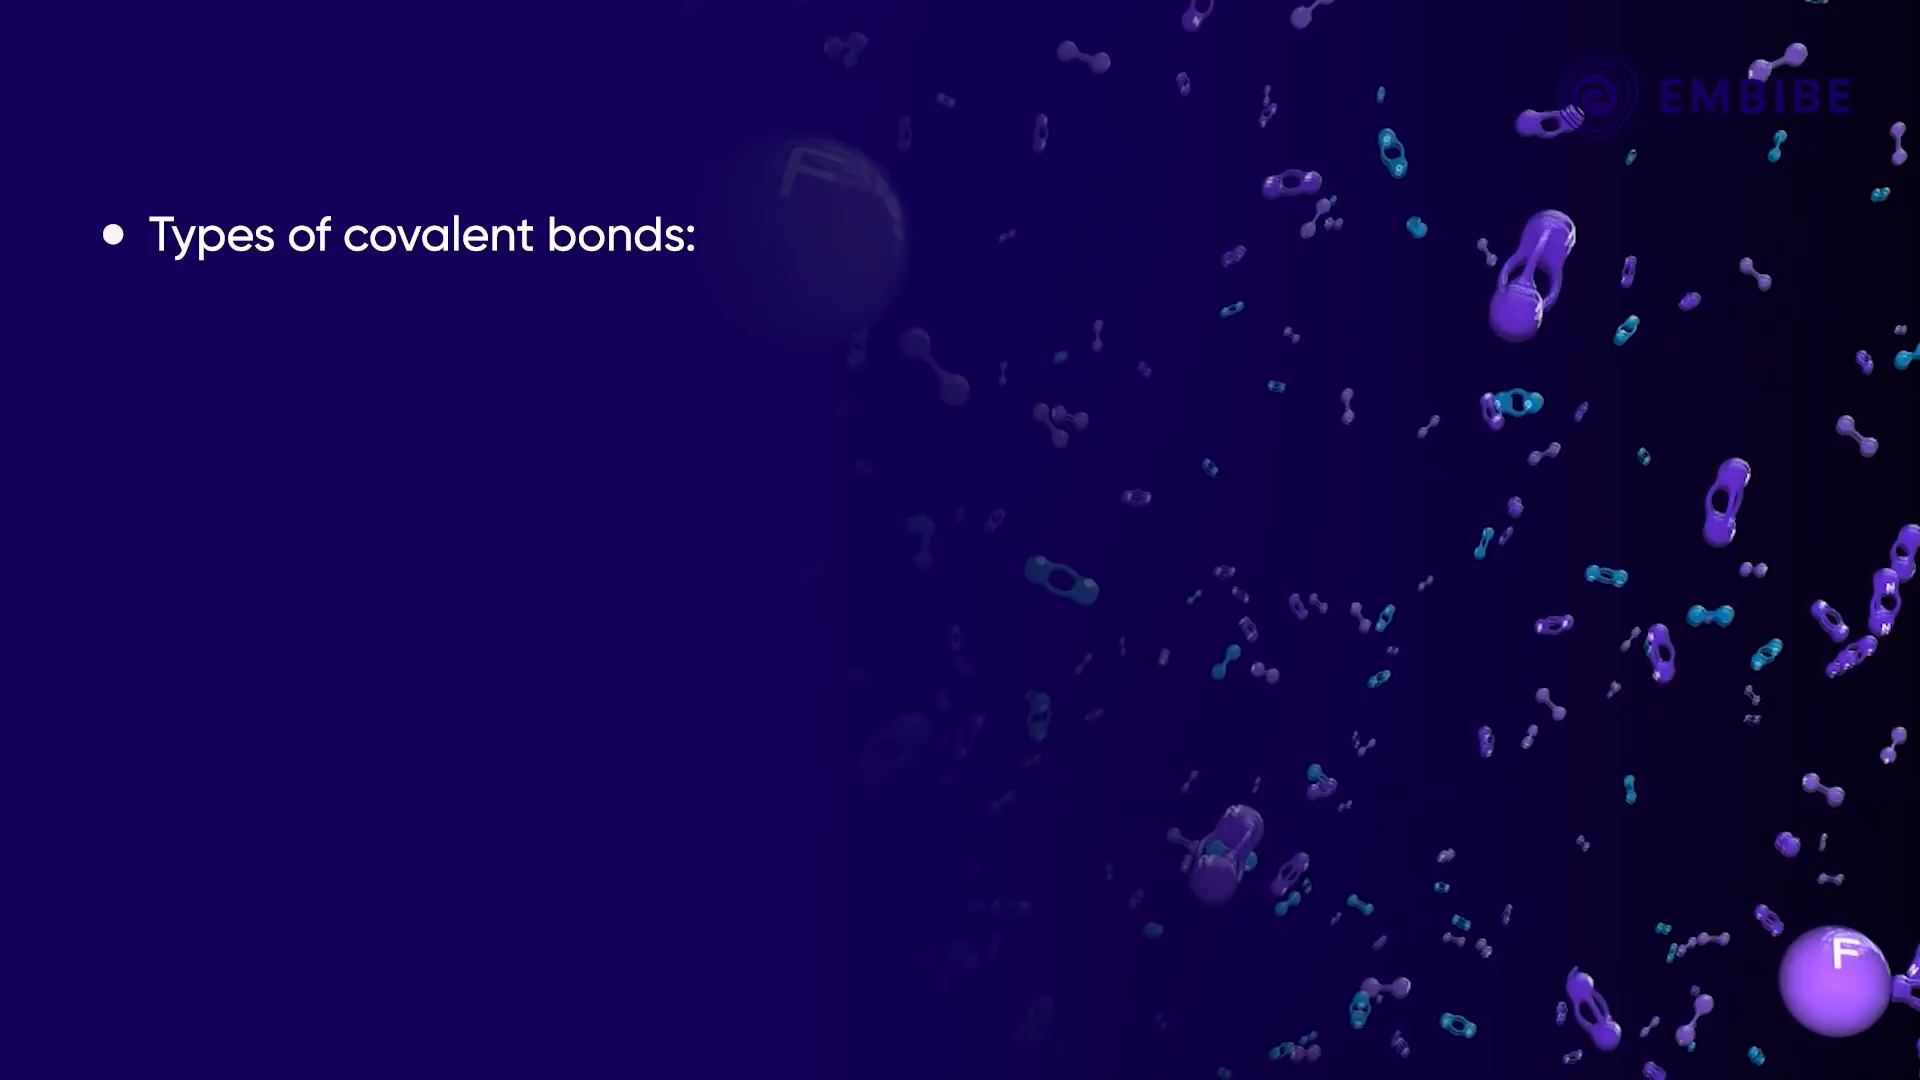 EMBIBE
• Types of covalent bonds:
F
F
N
N